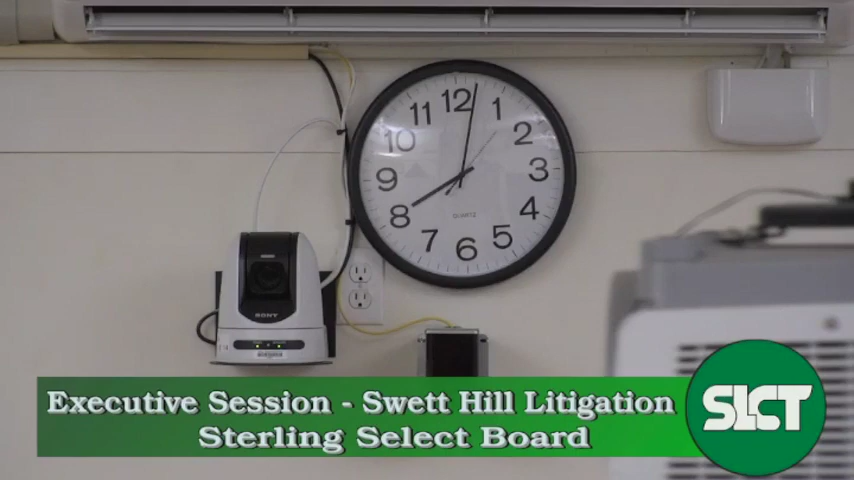 12
11
1
10
2
9
3
8
4
7
5
6
QUARTZ
SONY
Executive Session - Swett Hill Litigation
Sterling Select Board
SLCT